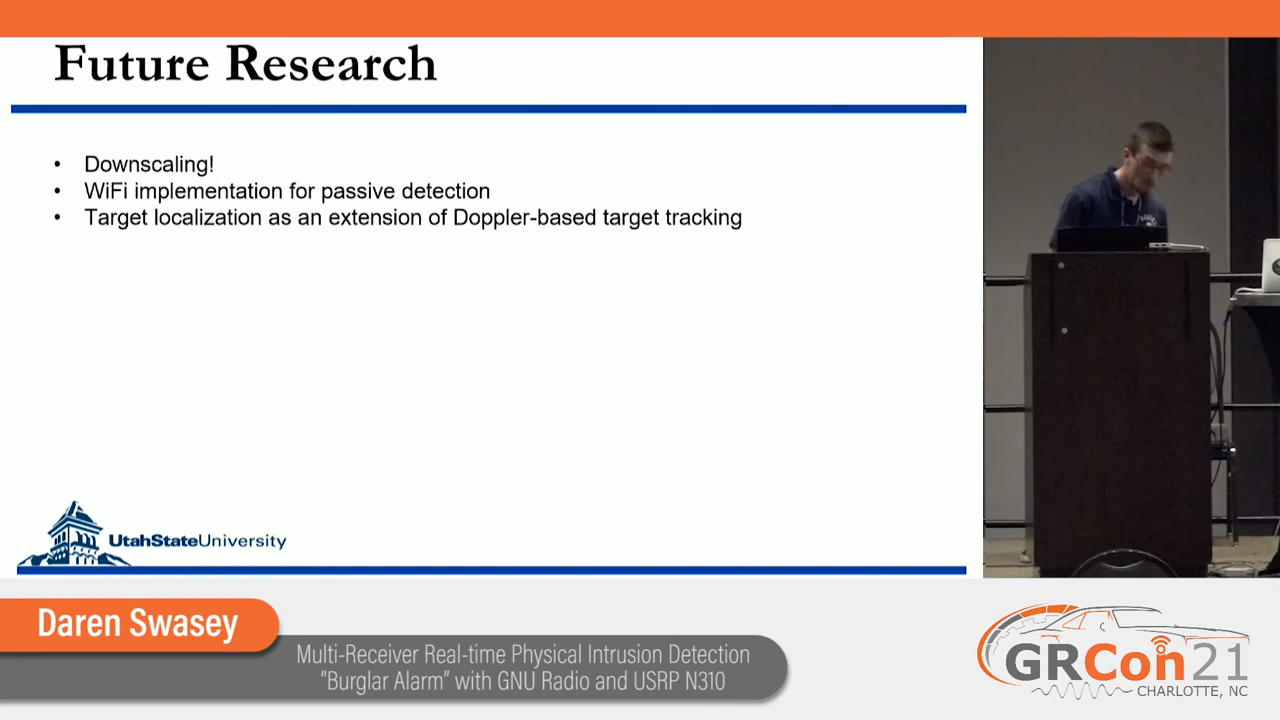 Future Research
• Downscaling!
• WiFi implementation for passive detection
• Target localization as an extension of Doppler-based target tracking
UtahStateUniversity
Daren Swasey
Multi-Receiver Real-time Physical Intrusion Detection
“Burglar Alarm” with GNU Radio and USRP N310
GRCon21
CHARLOTTE, NC